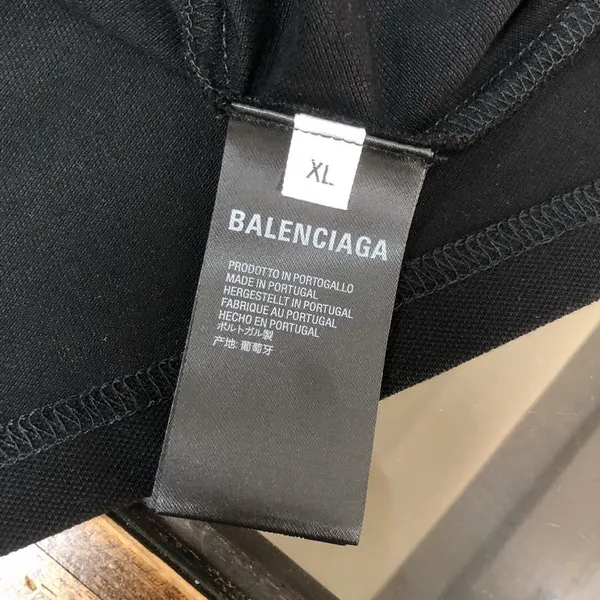 XL
BALENCIAGA
PRODOTTO IN PORTOGALLO
MADE IN PORTUGAL
HERGESTELLT IN PORTUGAL
FABRIQUE AU PORTUGAL
HECHO EN PORTUGAL
ポルトガル製
产地: 葡萄牙